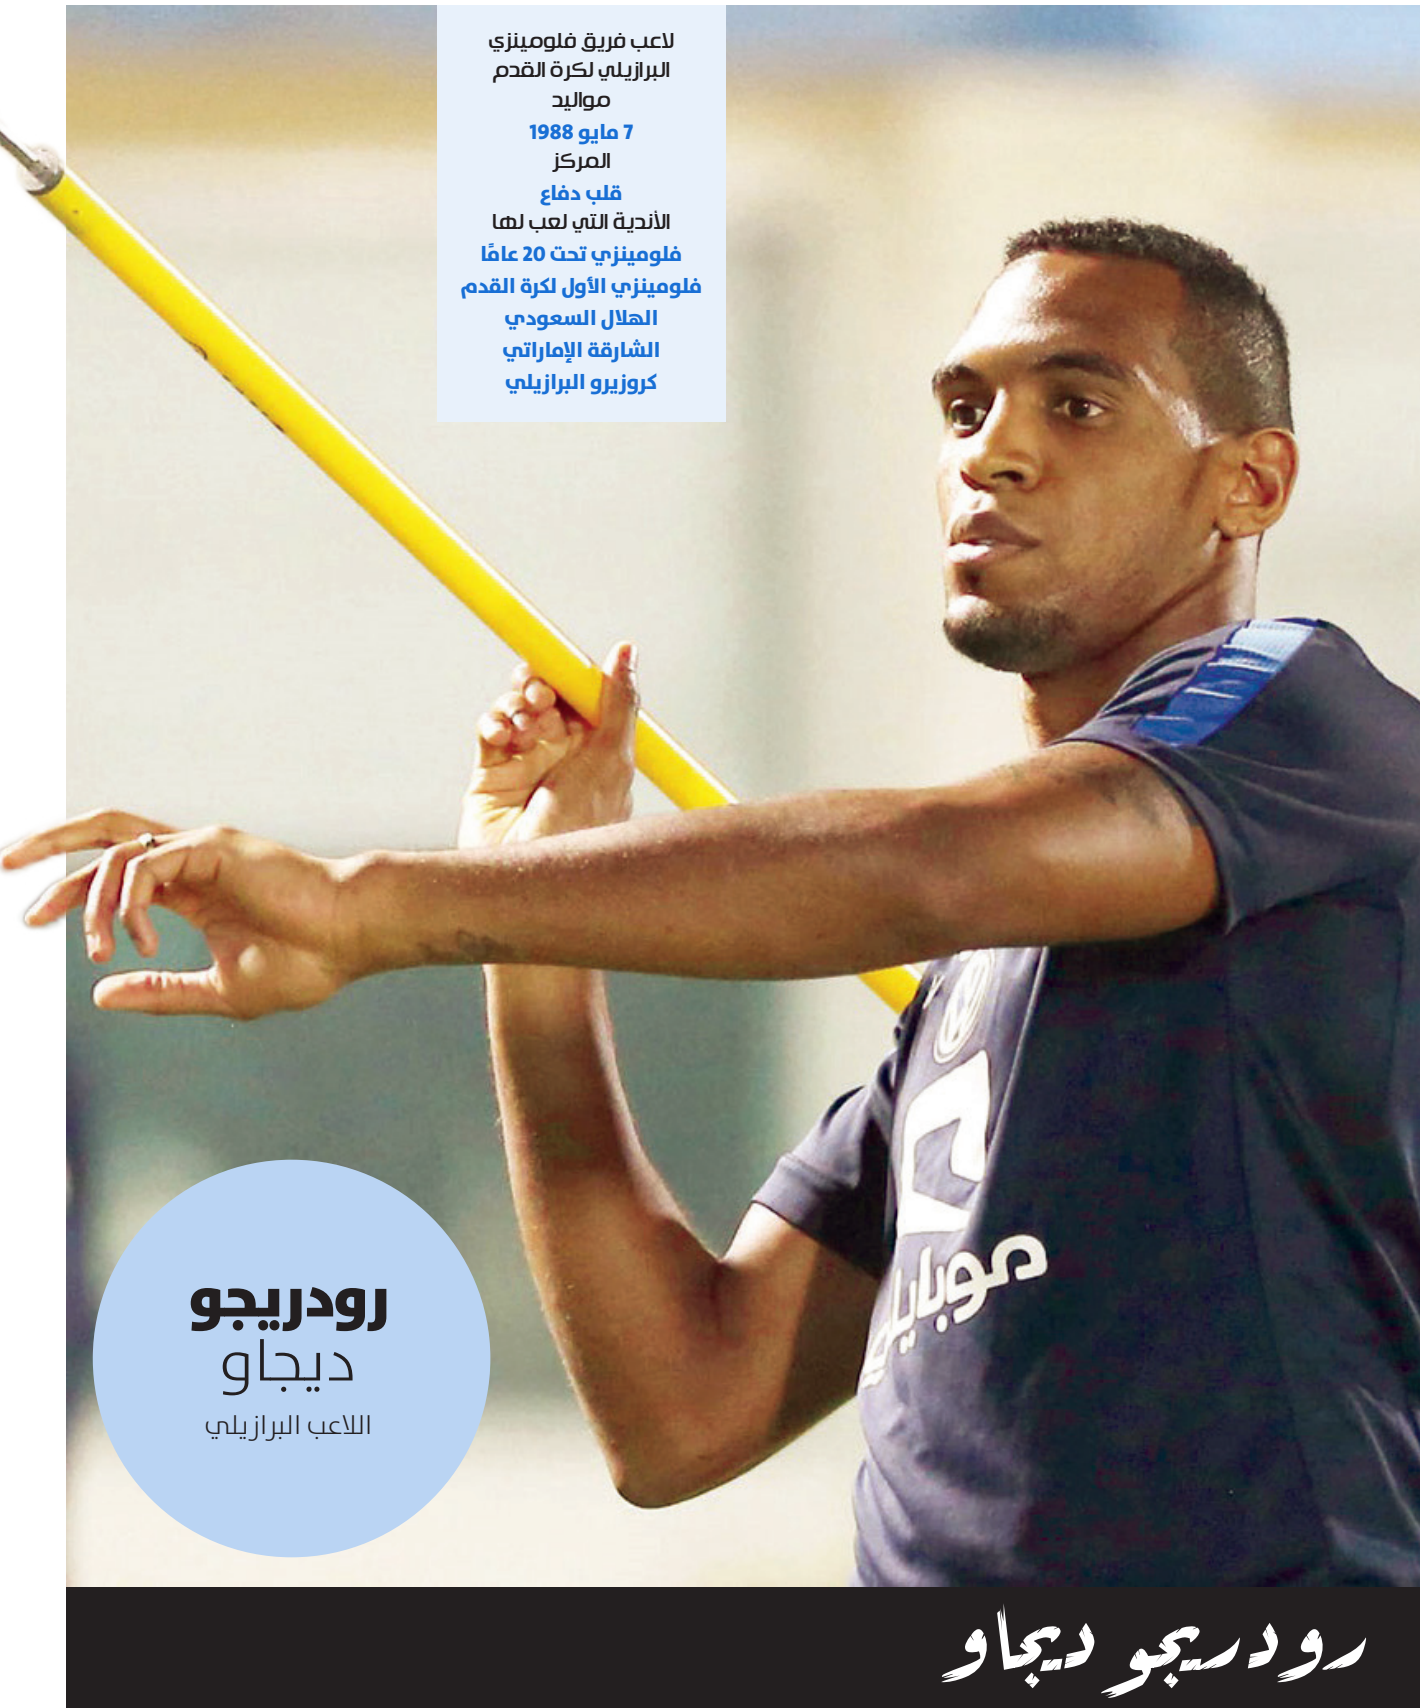 لاعب فريق فلومينزي
البرازيلي لكرة القدم
مواليد
7 مايو 1988
المركز
قلب دفاع
الأندية التي لعب لها
فلومينزي تحت 20 عامًا
فلومينزي الأول لكرة القدم
الهلال السعودي
الشارقة الإماراتي
كروزيرو البرازيلي
موبايلي
رودريجو
ديجاو
اللاعب البرازيلي
رودريجو ديجاو